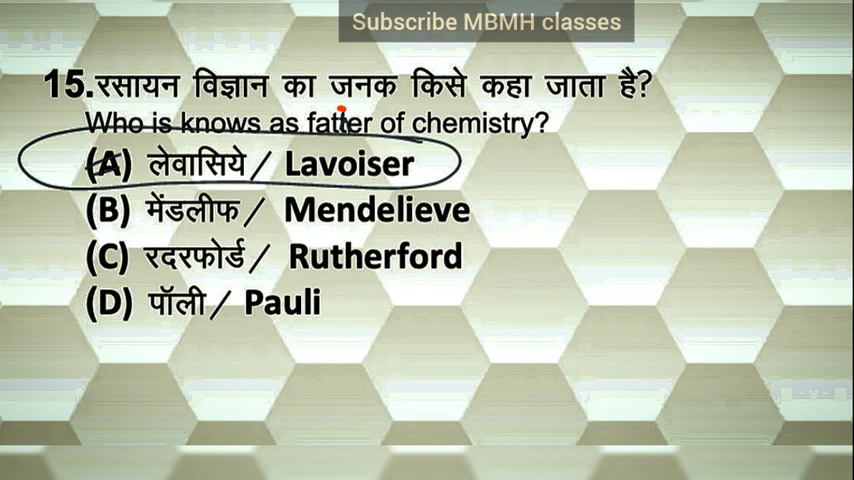 Subscribe MBMH classes
15.रसायन विज्ञान का जनक किसे कहा जाता है?
Who is knows as fatter of chemistry?
(A) लेवासिये / Lavoiser
(B) मेंडलीफ / Mendelieve
(C) रदरफोर्ड / Rutherford
(D) पॉली / Pauli